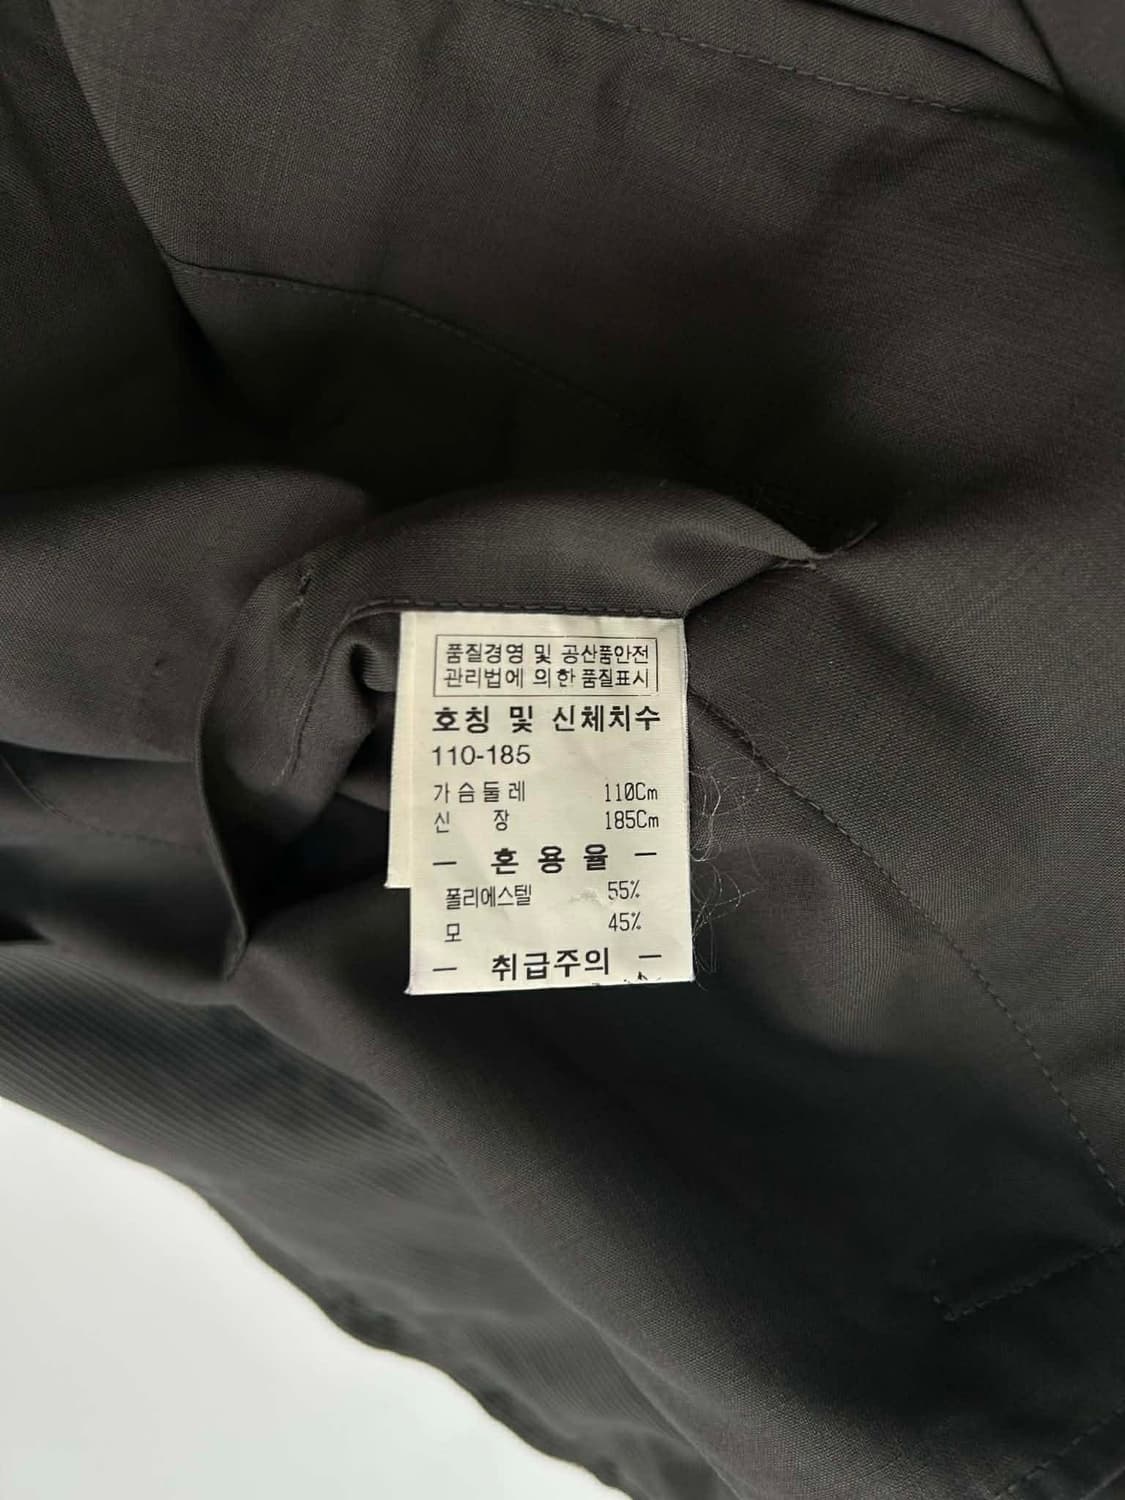 품질경영 및 공산품안전
관리법에 의한 품질표시
호칭 및 신체치수
110-185
가슴둘레 110Cm
신 장 185Cm
- 혼용율 -
폴리에스텔 55%
모 45%
- 취급주의 -